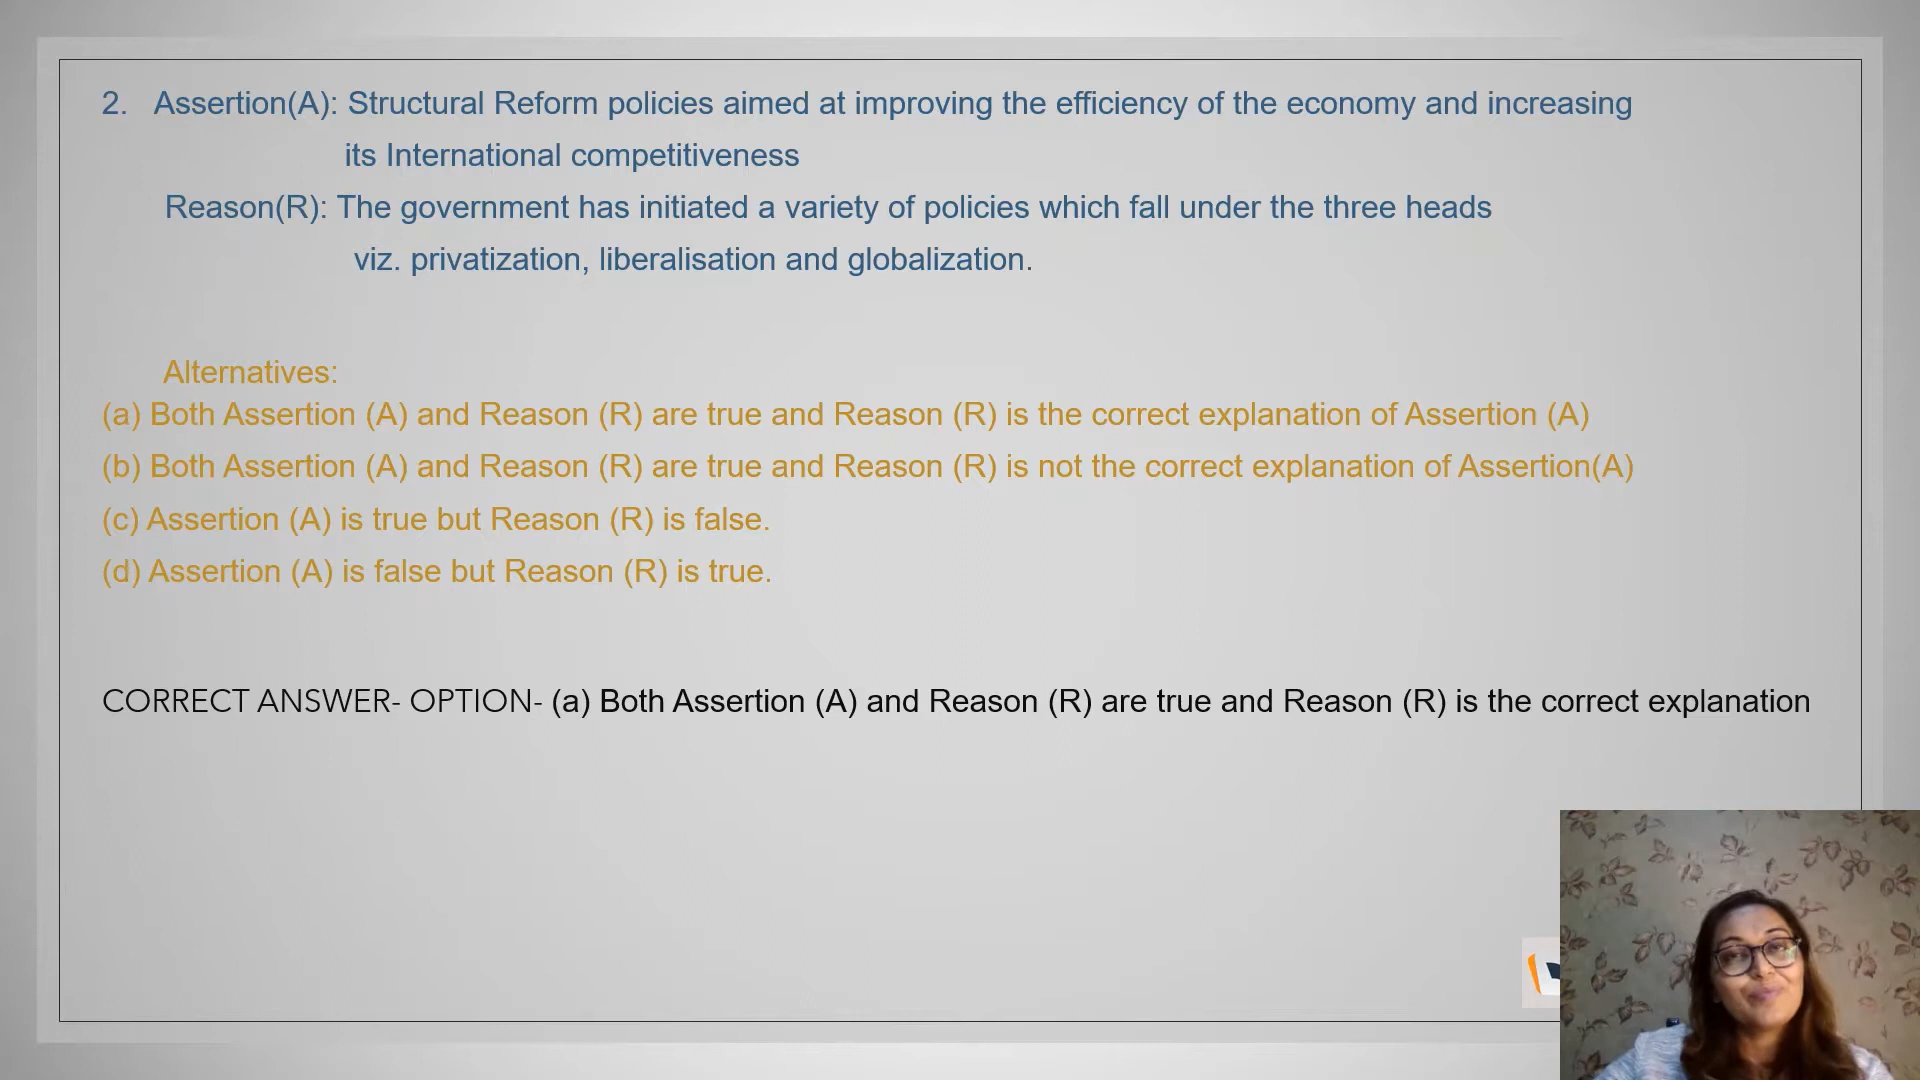 2. Assertion(A): Structural Reform policies aimed at improving the efficiency of the economy and increasing
its International competitiveness
Reason(R): The government has initiated a variety of policies which fall under the three heads
viz. privatization, liberalisation and globalization.
Alternatives:
(a) Both Assertion (A) and Reason (R) are true and Reason (R) is the correct explanation of Assertion (A)
(b) Both Assertion (A) and Reason (R) are true and Reason (R) is not the correct explanation of Assertion(A)
(c) Assertion (A) is true but Reason (R) is false.
(d) Assertion (A) is false but Reason (R) is true.
CORRECT ANSWER- OPTION- (a) Both Assertion (A) and Reason (R) are true and Reason (R) is the correct explanation